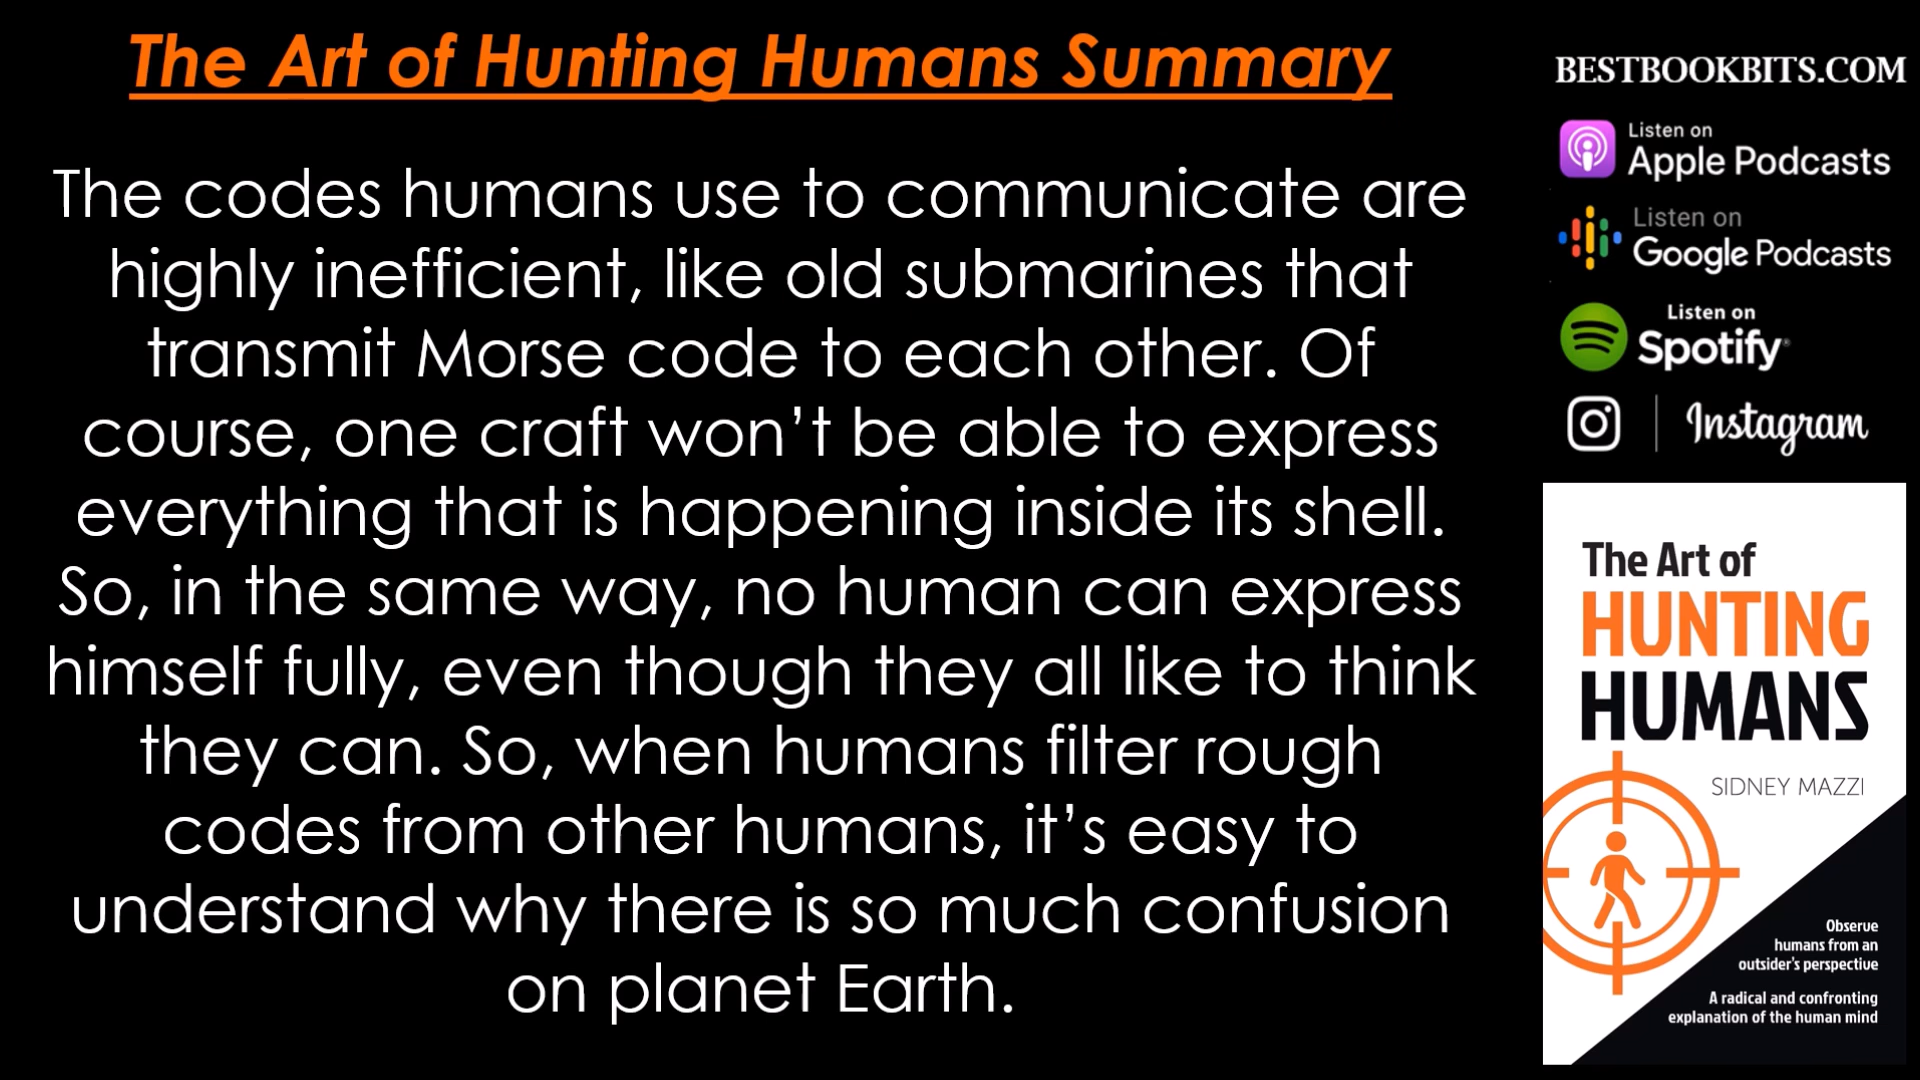 The Art of Hunting Humans Summary
The codes humans use to communicate are
highly inefficient, like old submarines that
transmit Morse code to each other. Of
course, one craft won’t be able to express
everything that is happening inside its shell.
So, in the same way, no human can express
himself fully, even though they all like to think
they can. So, when humans filter rough
codes from other humans, it’s easy to
understand why there is so much confusion
on planet Earth.
BESTBOOKBITS.COM
Listen on
Apple Podcasts
Listen on
Google Podcasts
Listen on
Spotify
Instagram
The Art of
HUNTING
HUMANS
SIDNEY MAZZI
Observe
humans from an
outsider's perspective
A radical and confronting
explanation of the human mind